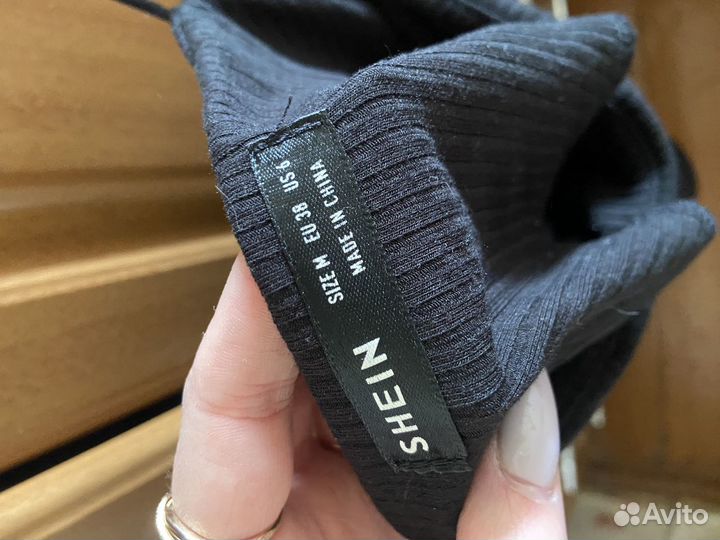 SHEIN
SIZE M EU 38 US 6
MADE IN CHINA
Avito